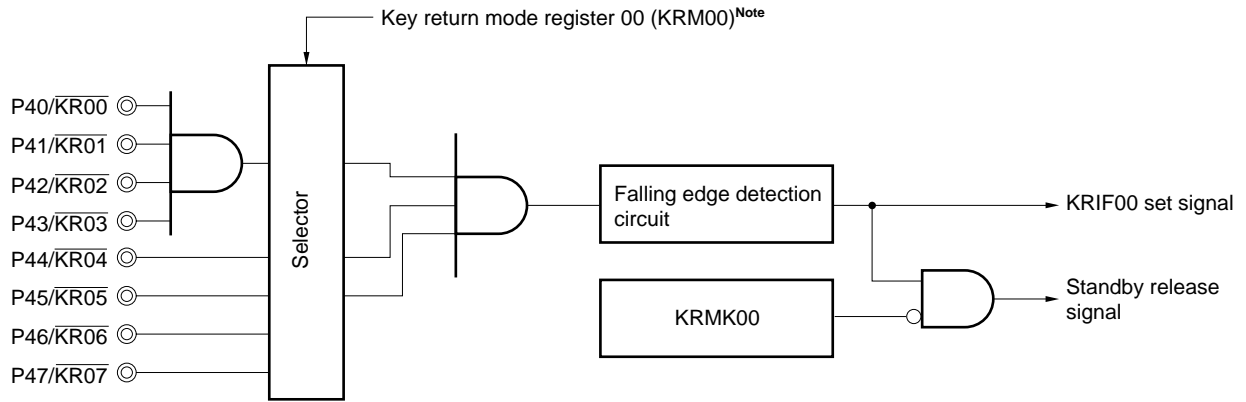 Key return mode register 00 (KRM00)Note
P40/KR00
P41/KR01
P42/KR02
P43/KR03
P44/KR04
P45/KR05
P46/KR06
P47/KR07
Selector
Falling edge detection
circuit
KRMK00
KRIF00 set signal
Standby release
signal